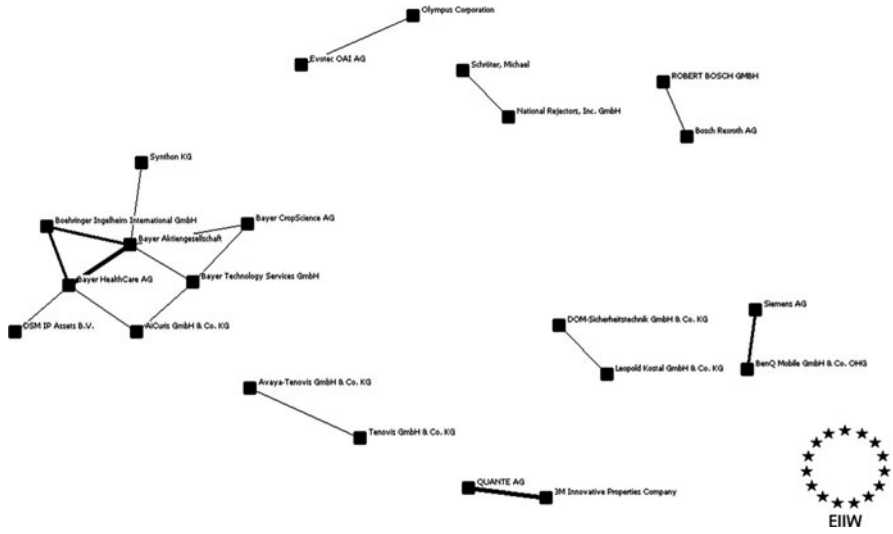 Olympus Corporation
Evotec OAI AG
Schröter, Michael
ROBERT BOSCH GMBH
National Rejectors, Inc. GmbH
Bosch Rexroth AG
Synthon KG
Boehringer Ingelheim International GmbH
Bayer CropScience AG
Bayer Aktiengesellschaft
Bayer HealthCare AG
Bayer Technology Services GmbH
DSM IP Assets B.V.
AiCuris GmbH & Co. KG
Siemens AG
DOM-Sicherheitstechnik GmbH & Co. KG
Leopold Kostal GmbH & Co. KG
BenQ Mobile GmbH & Co. OHG
Avaya-Tenovis GmbH & Co. KG
Tenovis GmbH & Co. KG
QUANTE AG
3M Innovative Properties Company
EIIW